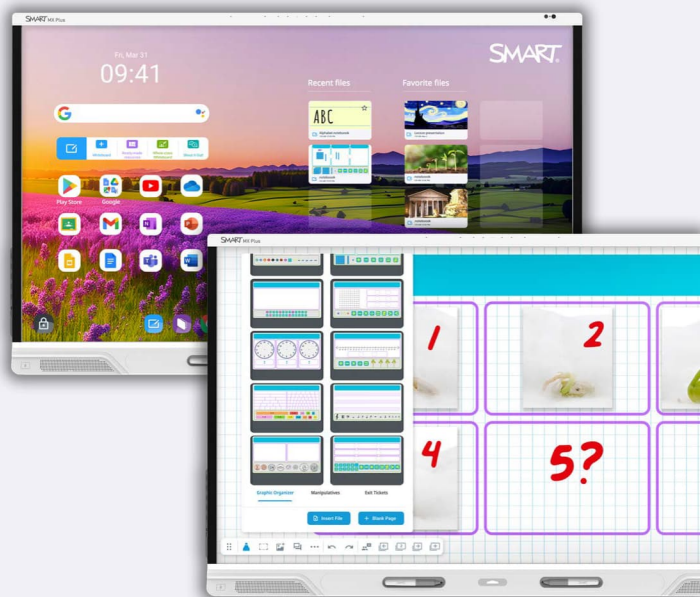 SMART MX Plus
Fri, Mar 31
09:41
SMART
Recent files
Favorite files
ABC
Play Store
Google
SMART MX Plus
1
2
4
5?
Graphic Organizer
Manipulatives
Exit Tickets
Insert File
+ Blank Page